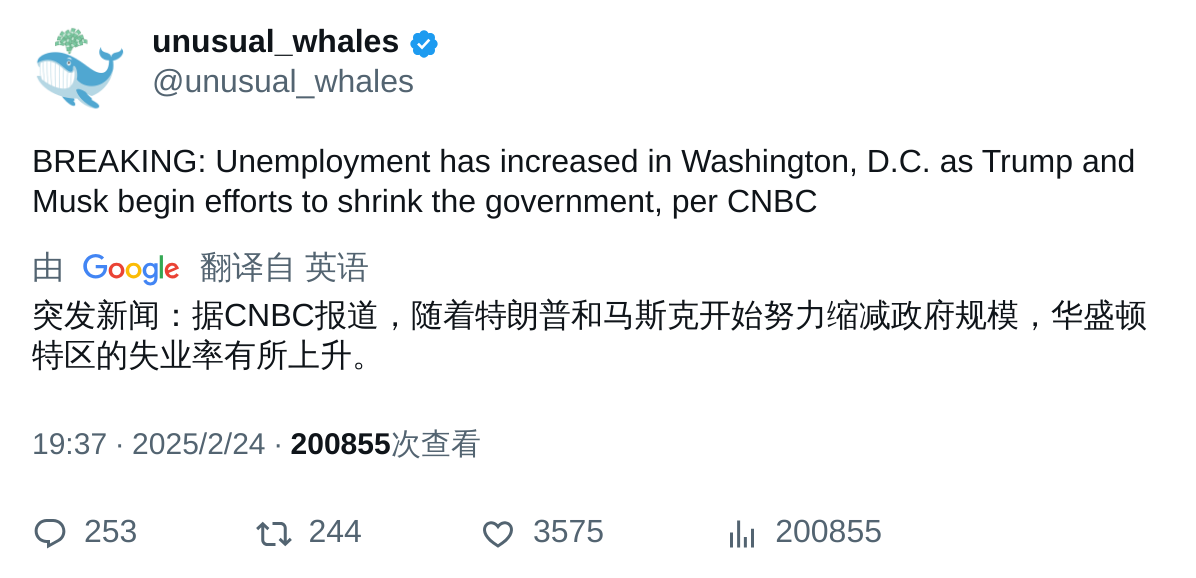 unusual_whales
@unusual_whales
BREAKING: Unemployment has increased in Washington, D.C. as Trump and
Musk begin efforts to shrink the government, per CNBC
由 Google 翻译自 英语
突发新闻：据CNBC报道，随着特朗普和马斯克开始努力缩减政府规模，华盛顿
特区的失业率有所上升。
19:37 · 2025/2/24 · 200855次查看
253 244 3575 200855